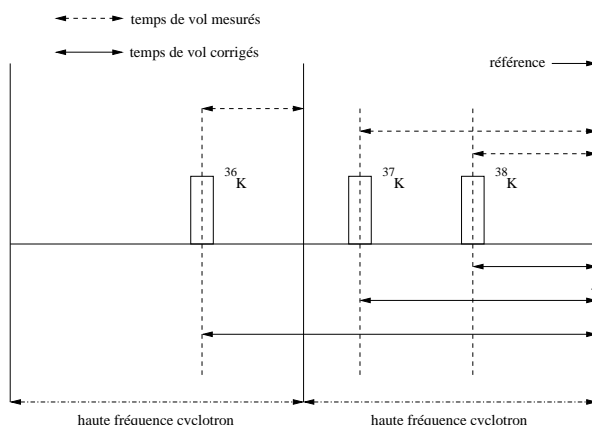 temps de vol mesurés
temps de vol corrigés
référence
36K
37K
38K
haute fréquence cyclotron
haute fréquence cyclotron